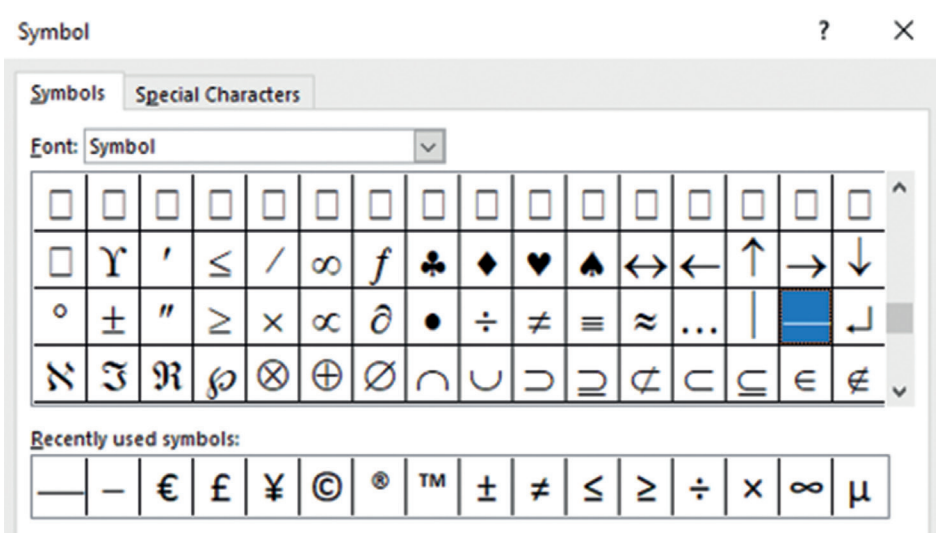 Symbol ? ×
Symbols Special Characters
Font: Symbol
□ □ □ □ □ □ □ □ □ □ □ □ □ □ □ □
□ ϒ ′ ≤ ⁄ ∞ ƒ ♣ ♦ ♥ ♠ ↔ ← ↑ → ↓
° ± ″ ≥ × ∝ ∂ • ÷ ≠ ≡ ≈ … | — ↵
ℵ ℑ ℜ ℘ ⊗ ⊕ ∅ ∩ ∪ ⊃ ⊇ ⊄ ⊂ ⊆ ∈ ∉
Recently used symbols:
— – € £ ¥ © ® ™ ± ≠ ≤ ≥ ÷ × ∞ µ